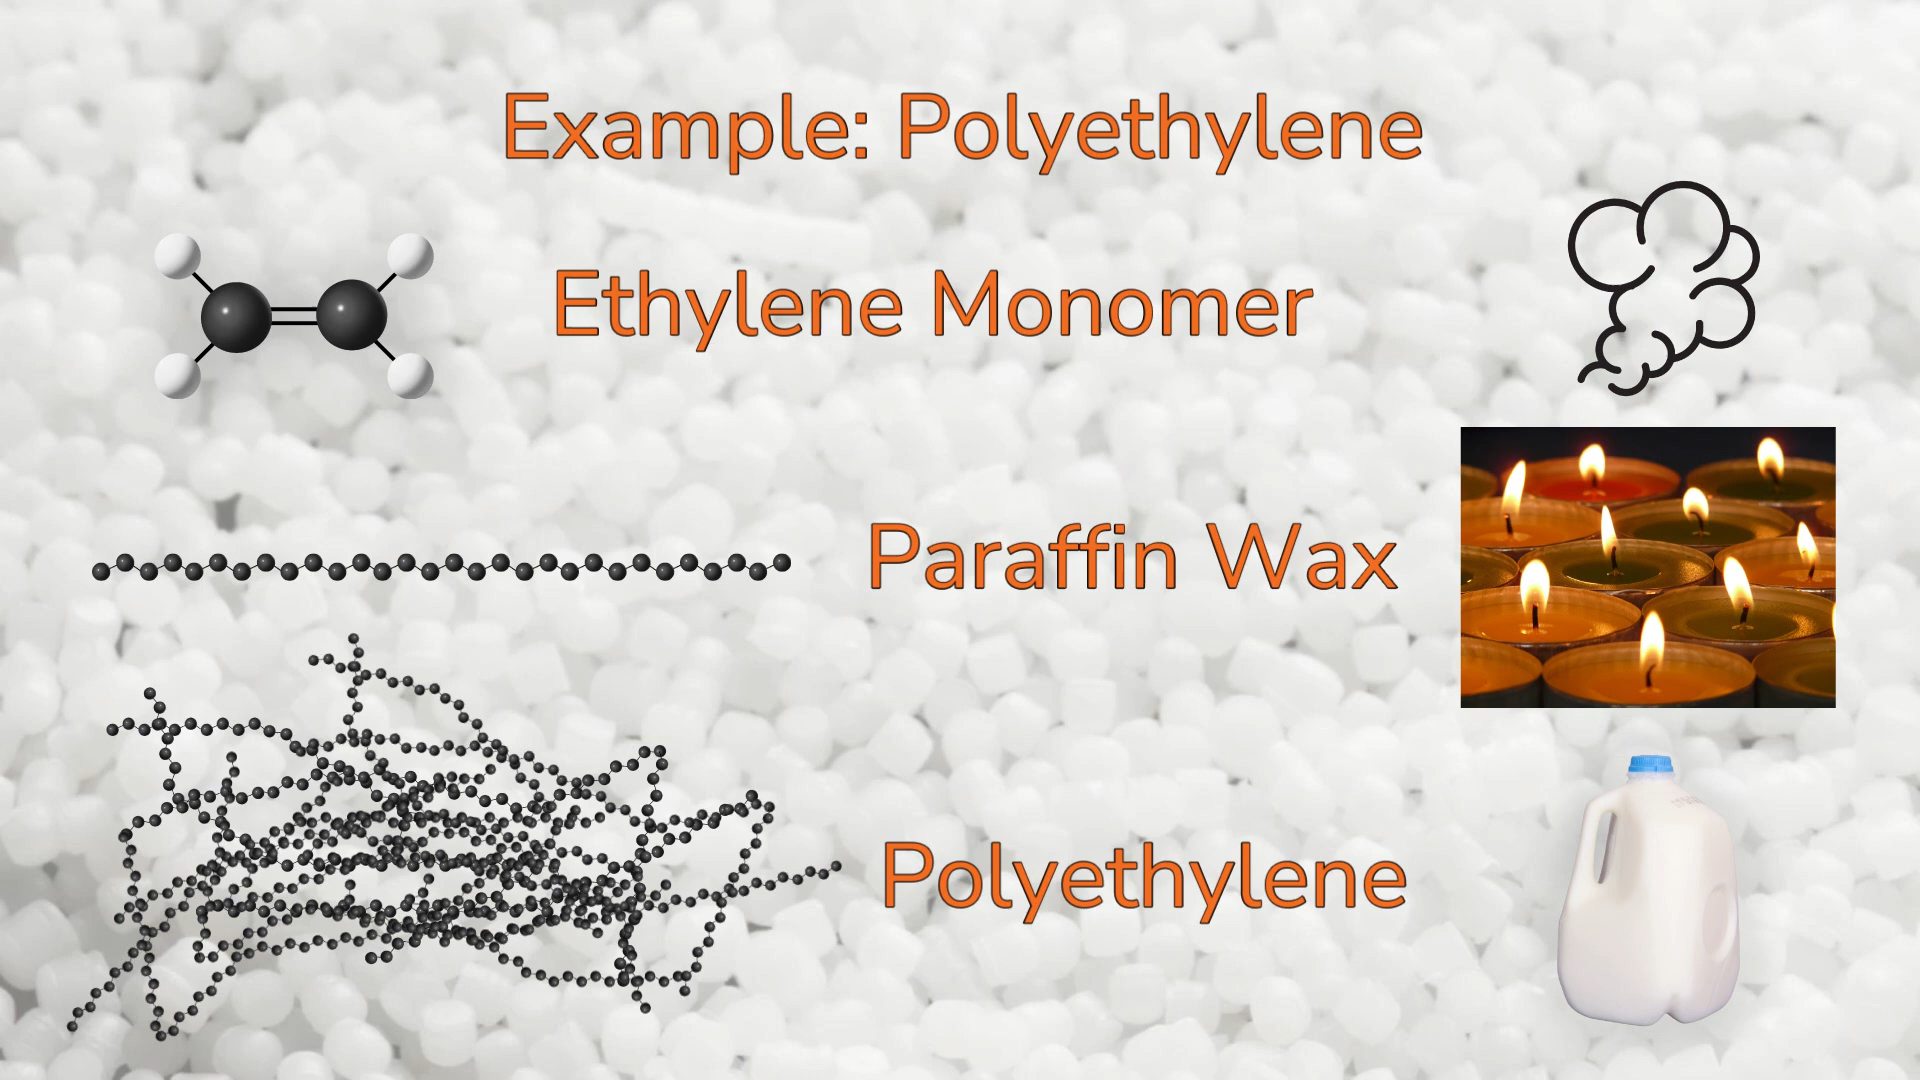 Example: Polyethylene
Ethylene Monomer
Paraffin Wax
Polyethylene